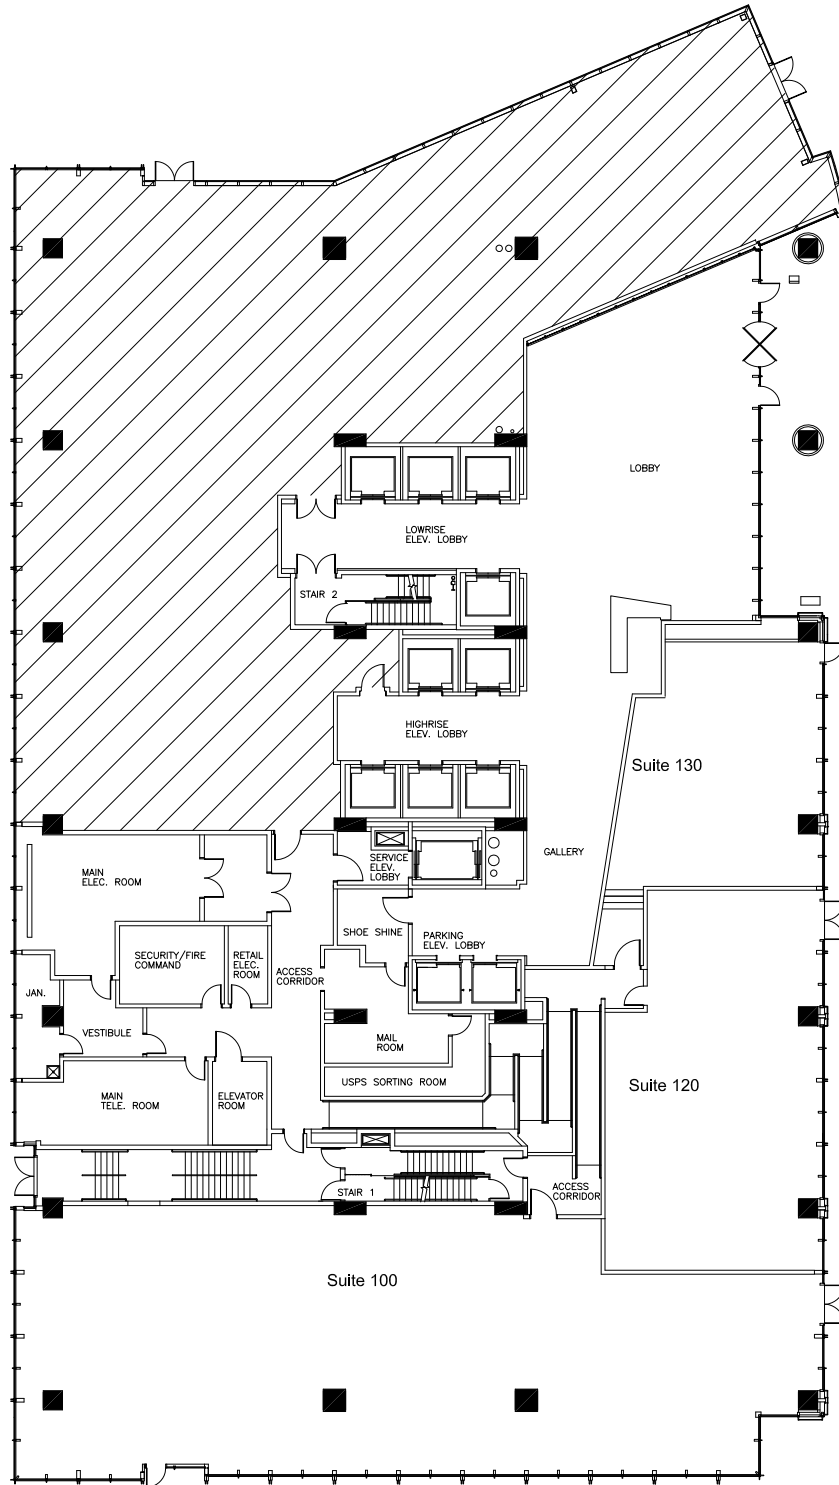 LOBBY
LOWRISE
ELEV. LOBBY
STAIR 2
HIGHRISE
ELEV. LOBBY
Suite 130
GALLERY
SERVICE
ELEV.
LOBBY
MAIN
ELEC. ROOM
SHOE SHINE
PARKING
ELEV. LOBBY
SECURITY/FIRE
COMMAND
RETAIL
ELEC.
ROOM
ACCESS
CORRIDOR
JAN.
VESTIBULE
MAIL
ROOM
USPS SORTING ROOM
Suite 120
MAIN
TELE. ROOM
ELEVATOR
ROOM
STAIR 1
ACCESS
CORRIDOR
Suite 100